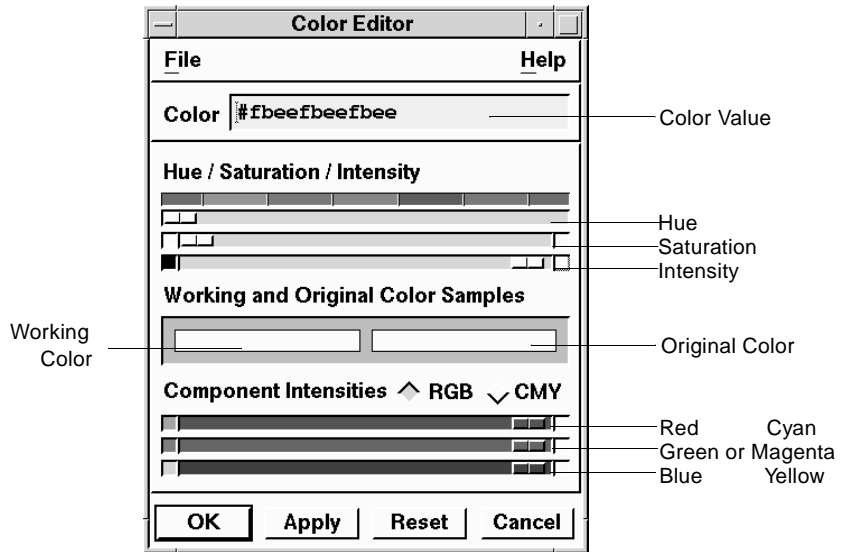 Color Editor
File Help
Color #fbeefbeefbee
Color Value
Hue / Saturation / Intensity
Hue
Saturation
Intensity
Working and Original Color Samples
Working
Color
Original Color
Component Intensities RGB CMY
Red Cyan
Green or Magenta
Blue Yellow
OK Apply Reset Cancel